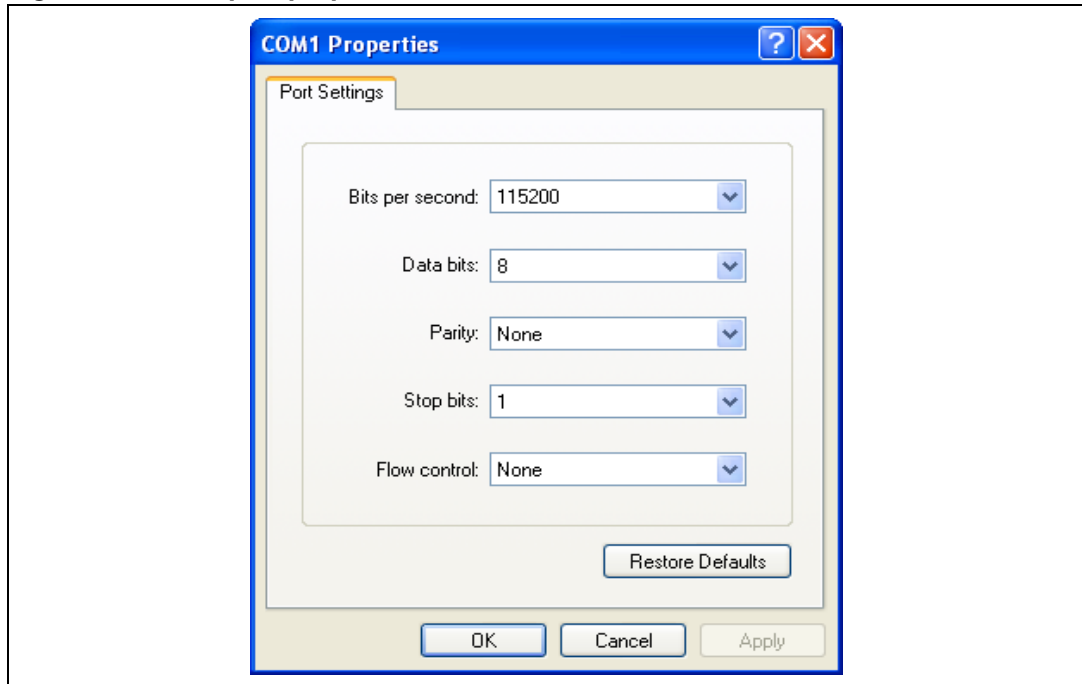 COM1 Properties
Port Settings
Bits per second: 115200
Data bits: 8
Parity: None
Stop bits: 1
Flow control: None
Restore Defaults
OK Cancel Apply